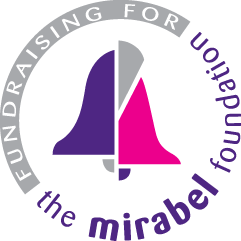 FUNDRAISING FOR
the mirabel foundation